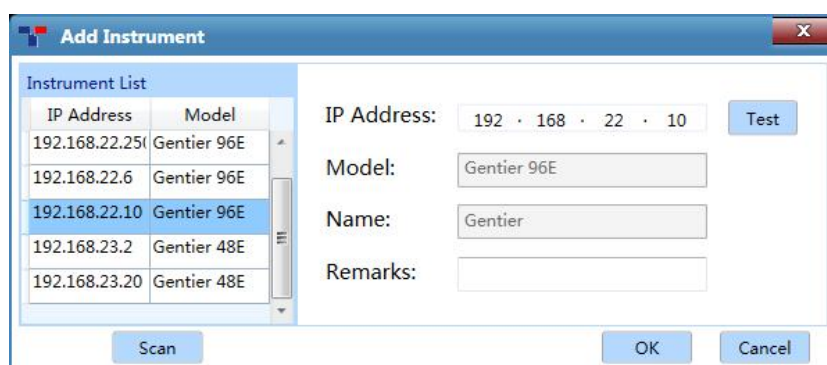 Add Instrument
Instrument List
IP Address Model
192.168.22.250 Gentier 96E
192.168.22.6 Gentier 96E
192.168.22.10 Gentier 96E
192.168.23.2 Gentier 48E
192.168.23.20 Gentier 48E
Scan
IP Address: 192 . 168 . 22 . 10 Test
Model: Gentier 96E
Name: Gentier
Remarks:
OK Cancel